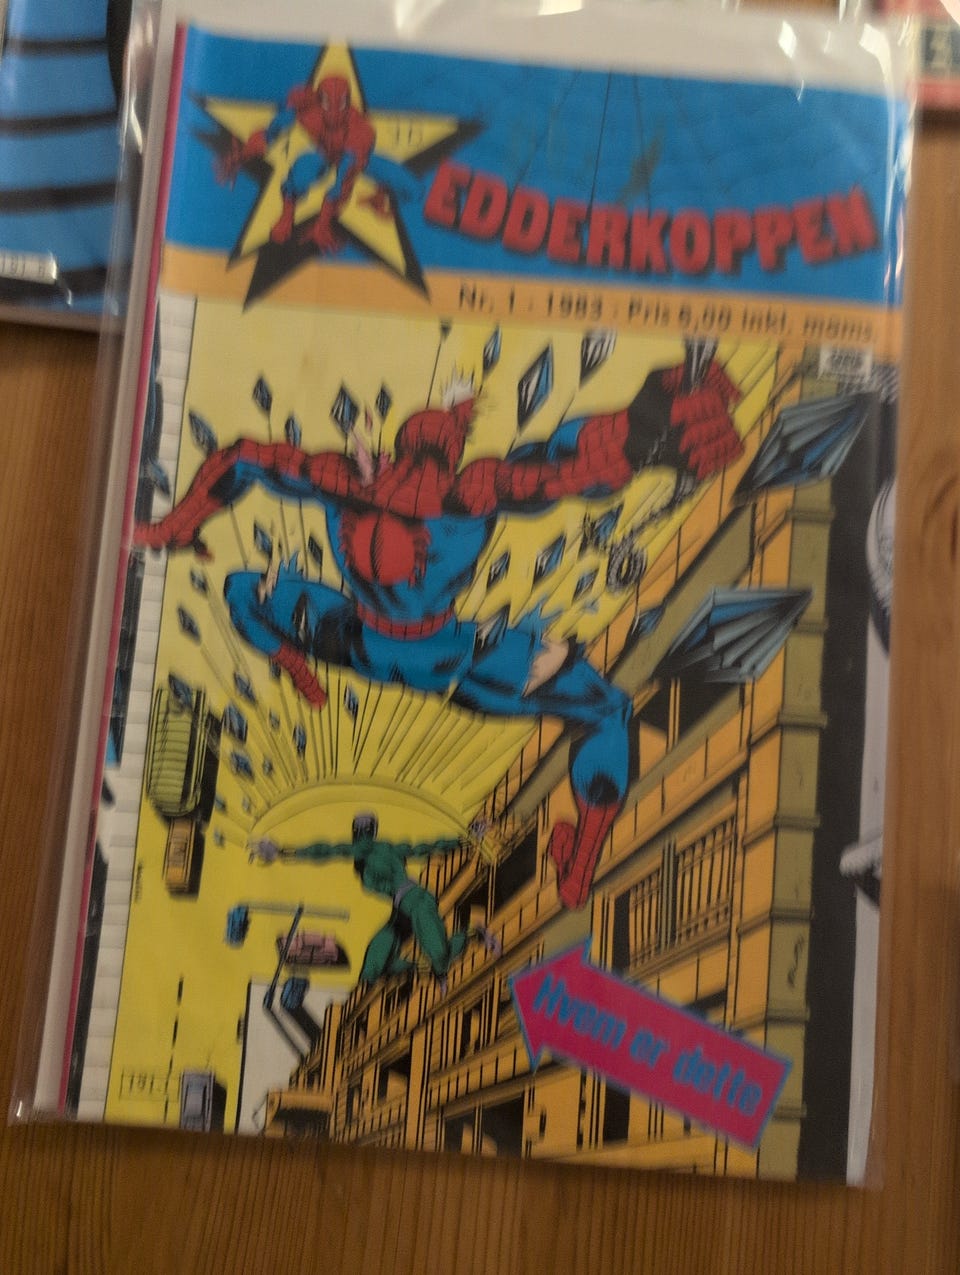 EDDERKOPPEN
Nr. 1 - 1983 - Pris 6,00 inkl. moms.
Hvem er dette